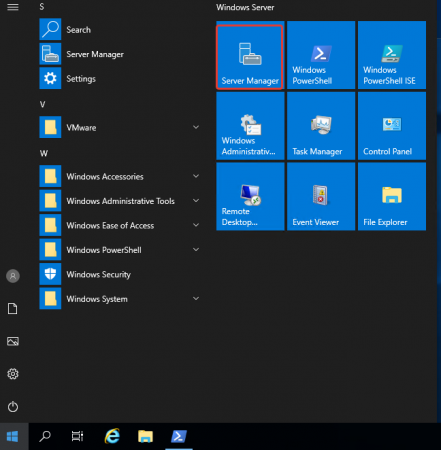 S
Search
Server Manager
Settings
V
VMware
W
Windows Accessories
Windows Administrative Tools
Windows Ease of Access
Windows PowerShell
Windows Security
Windows System
Windows Server
Server Manager
Windows
PowerShell
Windows
PowerShell ISE
Windows
Administrativ...
Task Manager
Control Panel
Remote
Desktop...
Event Viewer
File Explorer